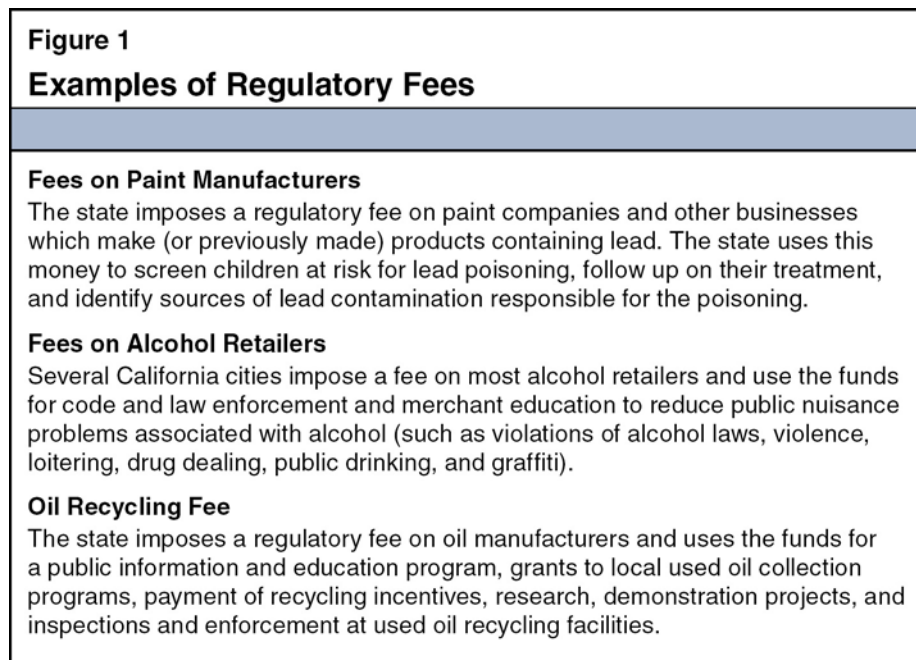 Figure 1
Examples of Regulatory Fees
Fees on Paint Manufacturers
The state imposes a regulatory fee on paint companies and other businesses
which make (or previously made) products containing lead. The state uses this
money to screen children at risk for lead poisoning, follow up on their treatment,
and identify sources of lead contamination responsible for the poisoning.
Fees on Alcohol Retailers
Several California cities impose a fee on most alcohol retailers and use the funds
for code and law enforcement and merchant education to reduce public nuisance
problems associated with alcohol (such as violations of alcohol laws, violence,
loitering, drug dealing, public drinking, and graffiti).
Oil Recycling Fee
The state imposes a regulatory fee on oil manufacturers and uses the funds for
a public information and education program, grants to local used oil collection
programs, payment of recycling incentives, research, demonstration projects, and
inspections and enforcement at used oil recycling facilities.